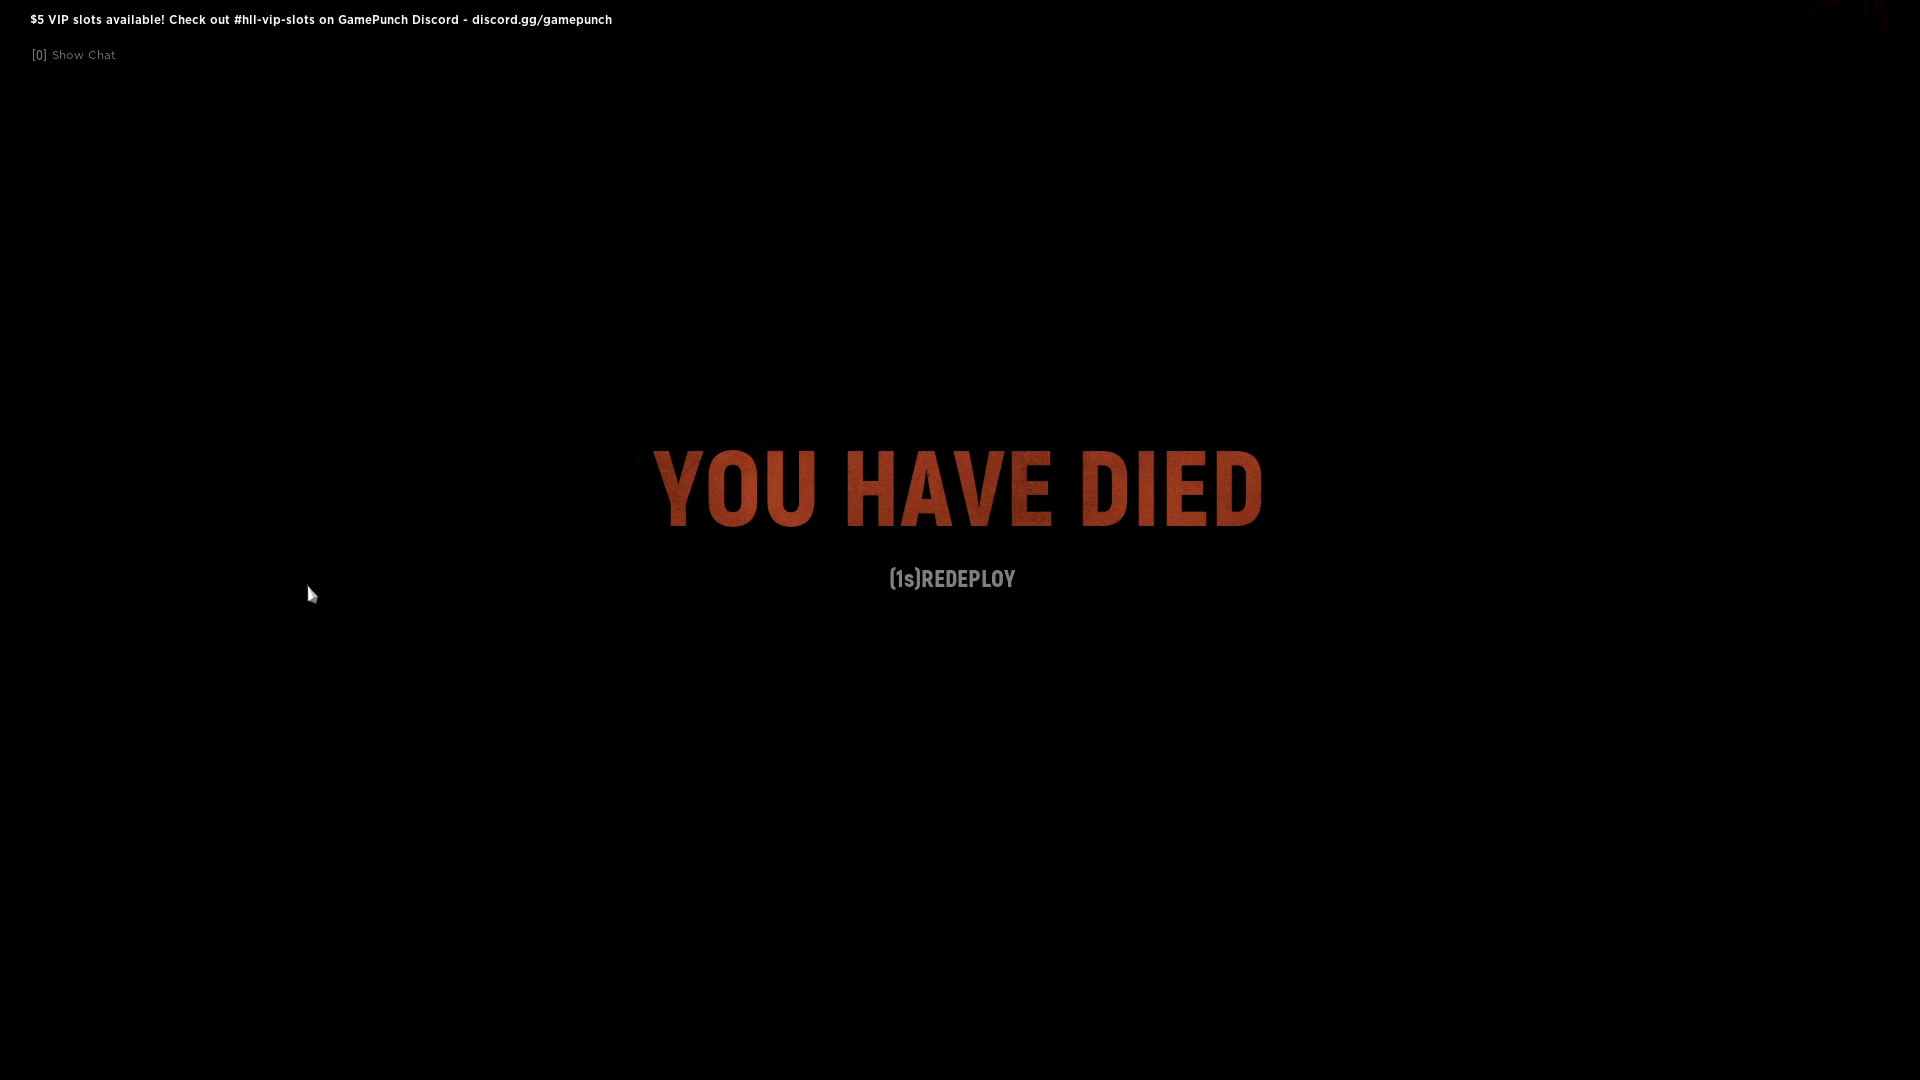 $5 VIP slots available! Check out #hll-vip-slots on GamePunch Discord - discord.gg/gamepunch
[0] Show Chat
YOU HAVE DIED
(1s)REDEPLOY